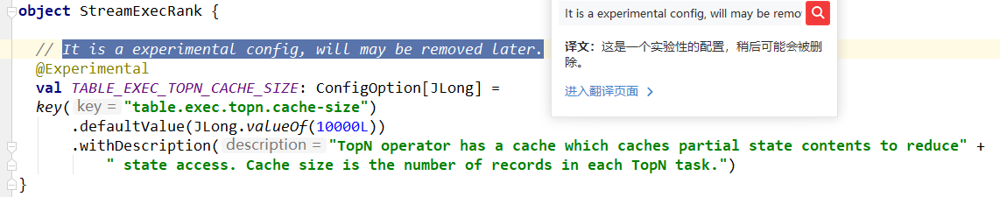 object StreamExecRank {
// It is a experimental config, will may be removed later.
@Experimental
val TABLE_EXEC_TOPN_CACHE_SIZE: ConfigOption[JLong] =
key( key = "table.exec.topn.cache-size")
.defaultValue(JLong.valueOf(10000L))
.withDescription( description = "TopN operator has a cache which caches partial state contents to reduce" +
" state access. Cache size is the number of records in each TopN task.")
}
It is a experimental config, will may be remo
译文：这是一个实验性的配置，稍后可能会被删
除。
进入翻译页面